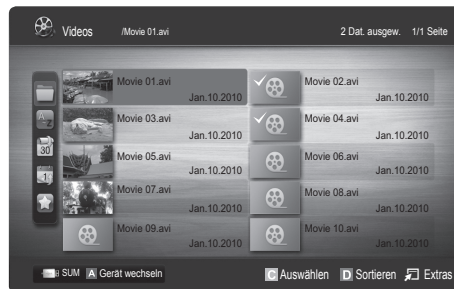 Videos /Movie 01.avi 2 Dat. ausgew. 1/1 Seite
Movie 01.avi Movie 02.avi
Jan.10.2010 Jan.10.2010
Movie 03.avi Movie 04.avi
Jan.10.2010 Jan.10.2010
Movie 05.avi Movie 06.avi
Jan.10.2010 Jan.10.2010
Movie 07.avi Movie 08.avi
Jan.10.2010 Jan.10.2010
Movie 09.avi Movie 10.avi
Jan.10.2010 Jan.10.2010
SUM A Gerät wechseln C Auswählen D Sortieren Extras